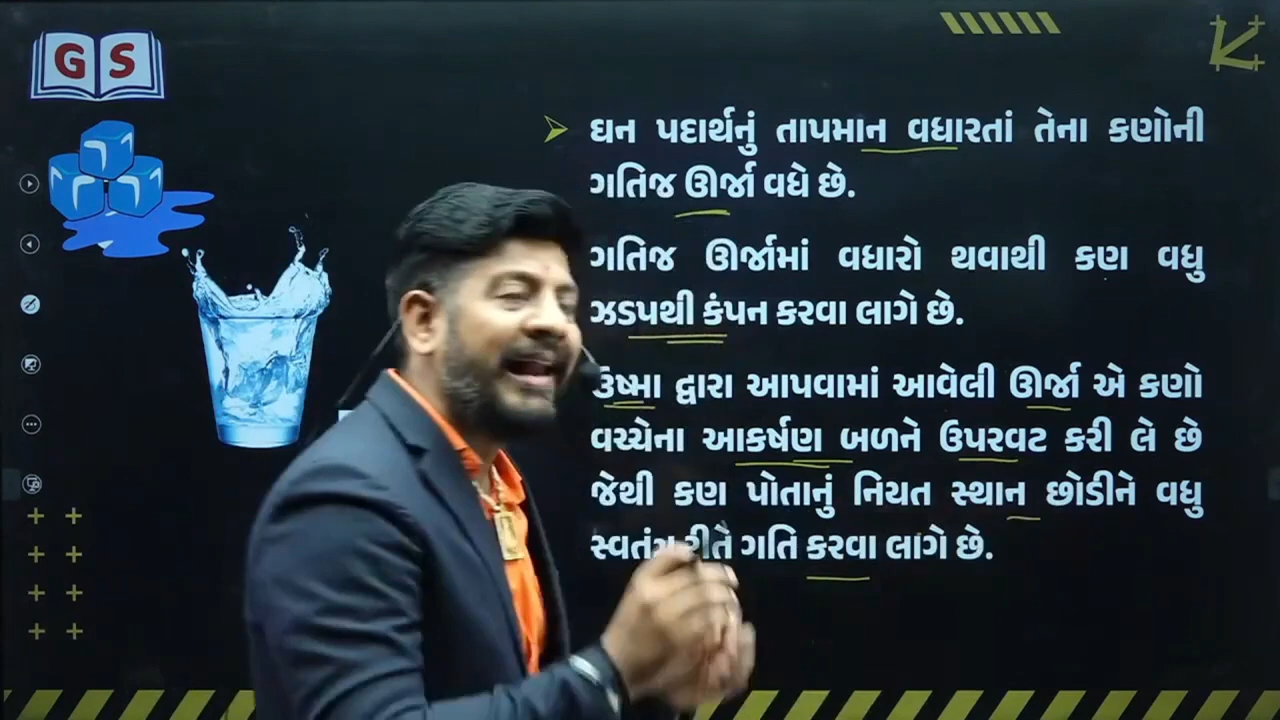 GS
ઘન પદાર્થનું તાપમાન વધારતાં તેના કણોની
ગતિજ ઊર્જા વધે છે.
ગતિજ ઊર્જામાં વધારો થવાથી કણ વધુ
ઝડપથી કંપન કરવા લાગે છે.
ઉષ્મા દ્વારા આપવામાં આવેલી ઊર્જા એ કણો
વચ્ચેના આકર્ષણ બળને ઉપરવટ કરી લે છે
જેથી કણ પોતાનું નિયત સ્થાન છોડીને વધુ
સ્વતંત્ર રીતે ગતિ કરવા લાગે છે.